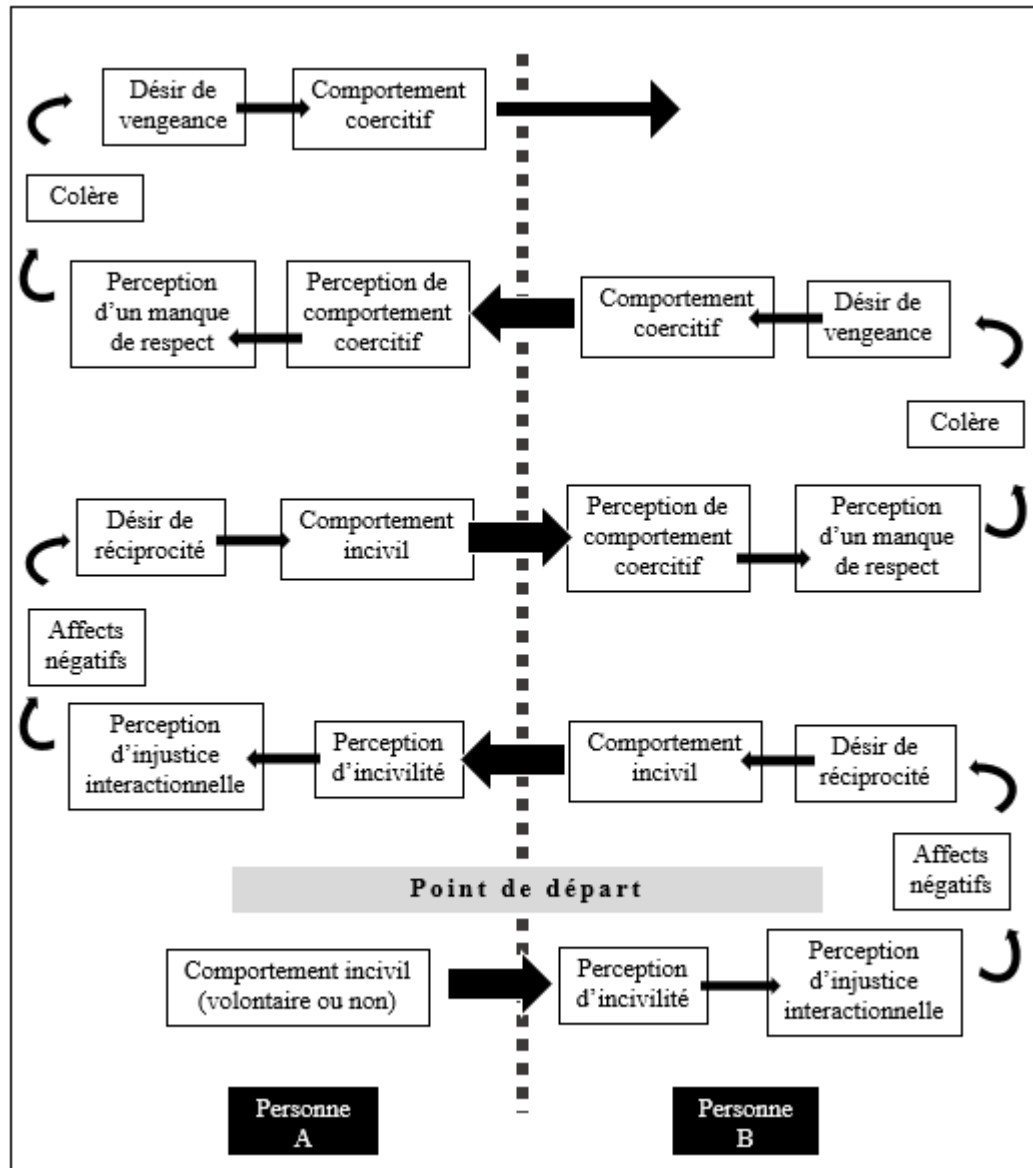 Désir de
vengeance
Comportement
coercitif
Colère
Perception
d'un manque
de respect
Perception de
comportement
coercitif
Comportement
coercitif
Désir de
vengeance
Colère
Désir de
réciprocité
Comportement
incivil
Perception de
comportement
coercitif
Perception
d'un manque
de respect
Affects
négatifs
Perception
d'injustice
interactionnelle
Perception
d'incivilité
Comportement
incivil
Désir de
réciprocité
Affects
négatifs
Point de départ
Comportement incivil
(volontaire ou non)
Perception
d'incivilité
Perception
d'injustice
interactionnelle
Personne
A
Personne
B